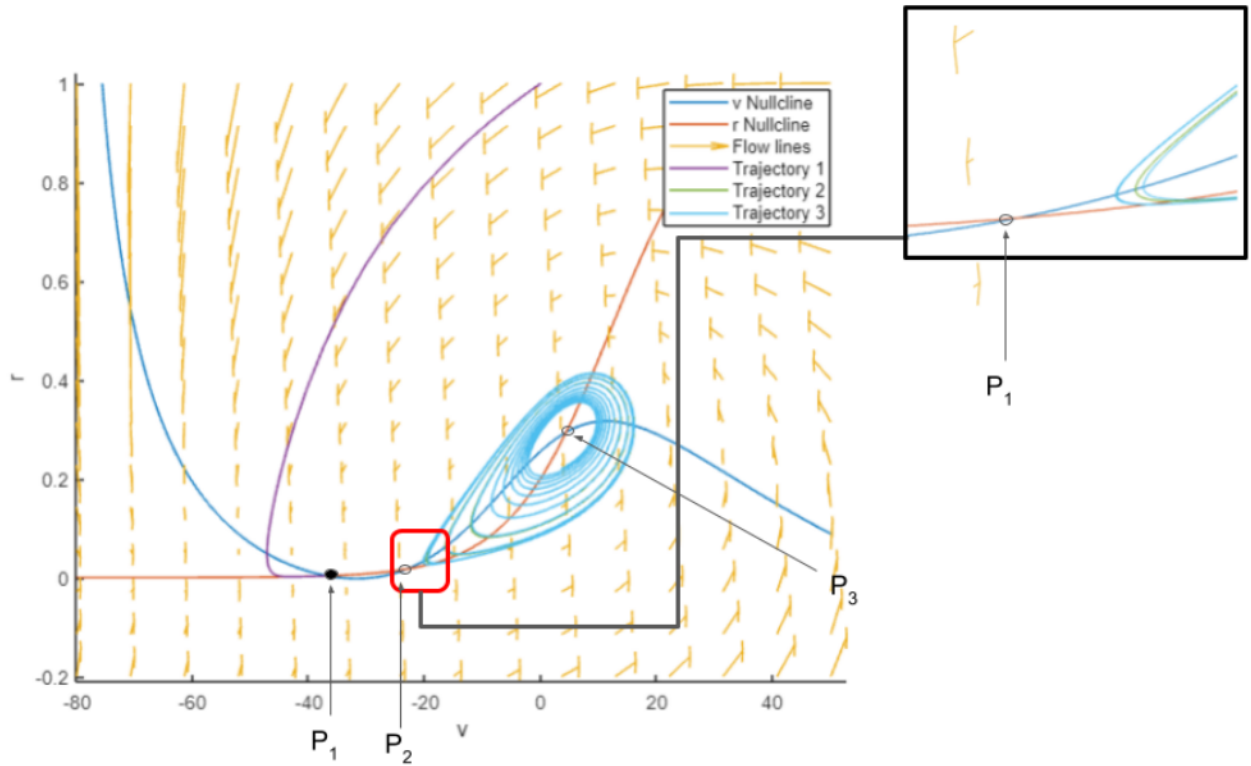 1
0.8
0.6
0.4
0.2
0
-0.2
r
-80
-60
-40
-20
0
20
40
v
v Nullcline
r Nullcline
Flow lines
Trajectory 1
Trajectory 2
Trajectory 3
P1
P3
P1
P2